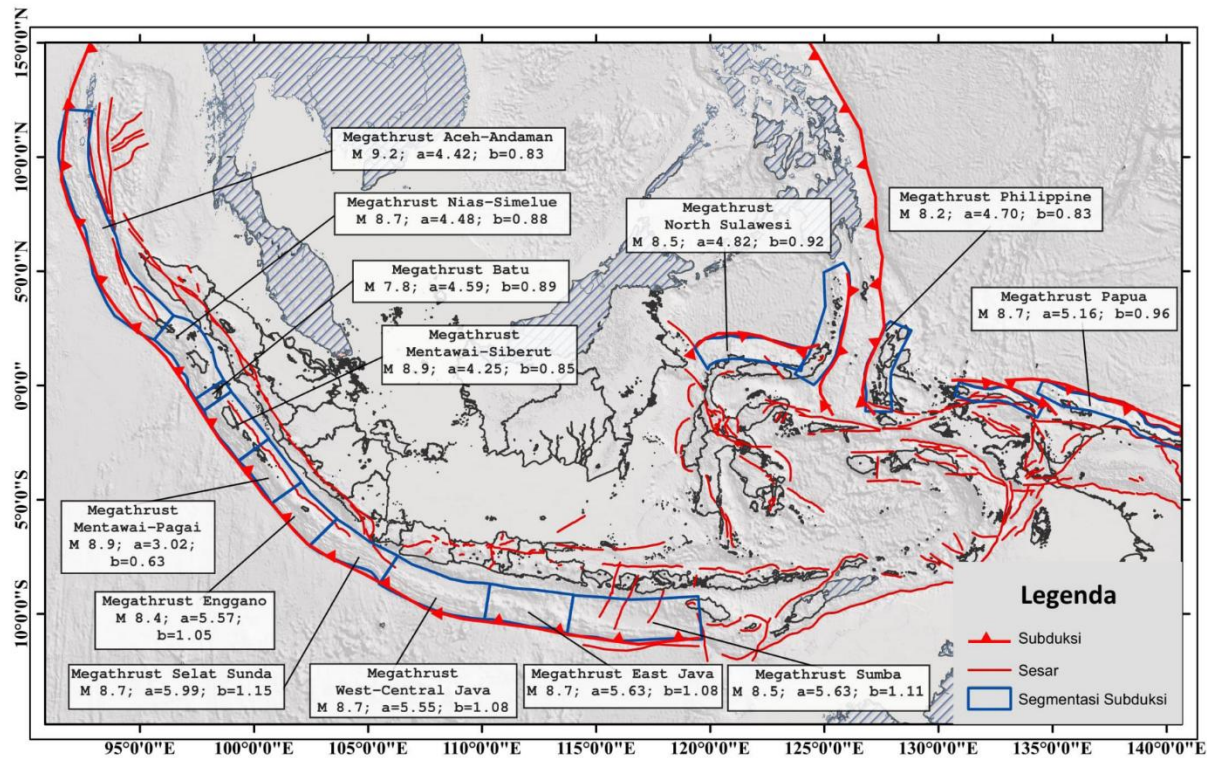 15°0'0"N
10°0'0"N
5°0'0"N
0°0'0"
5°0'0"S
10°0'0"S
Megathrust Aceh-Andaman
M 9.2; a=4.42; b=0.83
Megathrust Nias-Simelue
M 8.7; a=4.48; b=0.88
Megathrust Batu
M 7.8; a=4.59; b=0.89
Megathrust
Mentawai-Siberut
M 8.9; a=4.25; b=0.85
Megathrust
North Sulawesi
M 8.5; a=4.82; b=0.92
Megathrust Philippine
M 8.2; a=4.70; b=0.83
Megathrust Papua
M 8.7; a=5.16; b=0.96
Megathrust
Mentawai-Pagai
M 8.9; a=3.02;
b=0.63
Megathrust Enggano
M 8.4; a=5.57;
b=1.05
Megathrust Selat Sunda
M 8.7; a=5.99; b=1.15
Megathrust
West-Central Java
M 8.7; a=5.55; b=1.08
Megathrust East Java
M 8.7; a=5.63; b=1.08
Megathrust Sumba
M 8.5; a=5.63; b=1.11
Legenda
Subduksi
Sesar
Segmentasi Subduksi
95°0'0"E
100°0'0"E
105°0'0"E
110°0'0"E
115°0'0"E
120°0'0"E
125°0'0"E
130°0'0"E
135°0'0"E
140°0'0"E